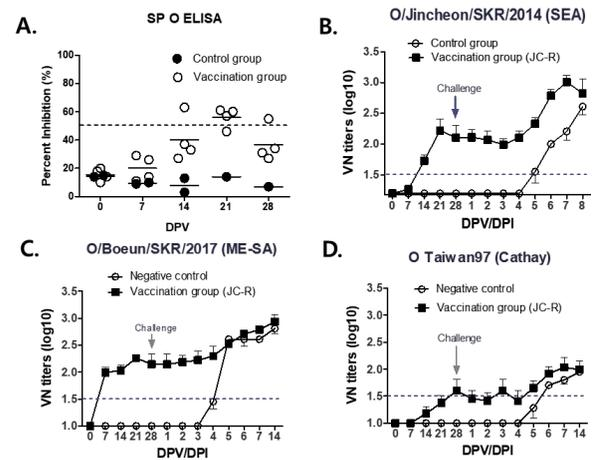 A.
SP O ELISA
Control group
Vaccination group
Percent Inhibition (%)
100
80
60
40
20
0
0 7 14 21 28
DPV
B.
O/Jincheon/SKR/2014 (SEA)
Control group
Vaccination group (JC-R)
Challenge
VN titers (log10)
3.5
3.0
2.5
2.0
1.5
0 7 14 21 28 1 2 3 4 5 6 7 8
DPV/DPI
C.
O/Boeun/SKR/2017 (ME-SA)
Negative control
Vaccination group (JC-R)
Challenge
VN titers (log10)
3.5
3.0
2.5
2.0
1.5
1.0
0 7 14 21 28 1 2 3 4 5 6 7 14
DPV/DPI
D.
O Taiwan97 (Cathay)
Negative control
Vaccination group (JC-R)
Challenge
VN titers (log10)
3.5
3.0
2.5
2.0
1.5
1.0
0 7 14 21 28 1 2 3 4 5 6 7 14
DPV/DPI